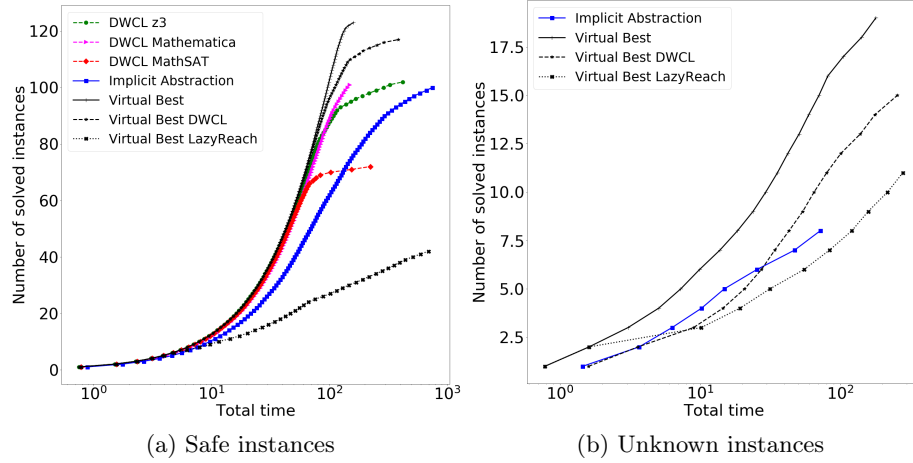 DWCL z3
DWCL Mathematica
DWCL MathSAT
Implicit Abstraction
Virtual Best
Virtual Best DWCL
Virtual Best LazyReach
Number of solved instances
120
100
80
60
40
20
0
10^0 10^1 10^2 10^3
Total time
(a) Safe instances
Implicit Abstraction
Virtual Best
Virtual Best DWCL
Virtual Best LazyReach
Number of solved instances
17.5
15.0
12.5
10.0
7.5
5.0
2.5
10^0 10^1 10^2
Total time
(b) Unknown instances